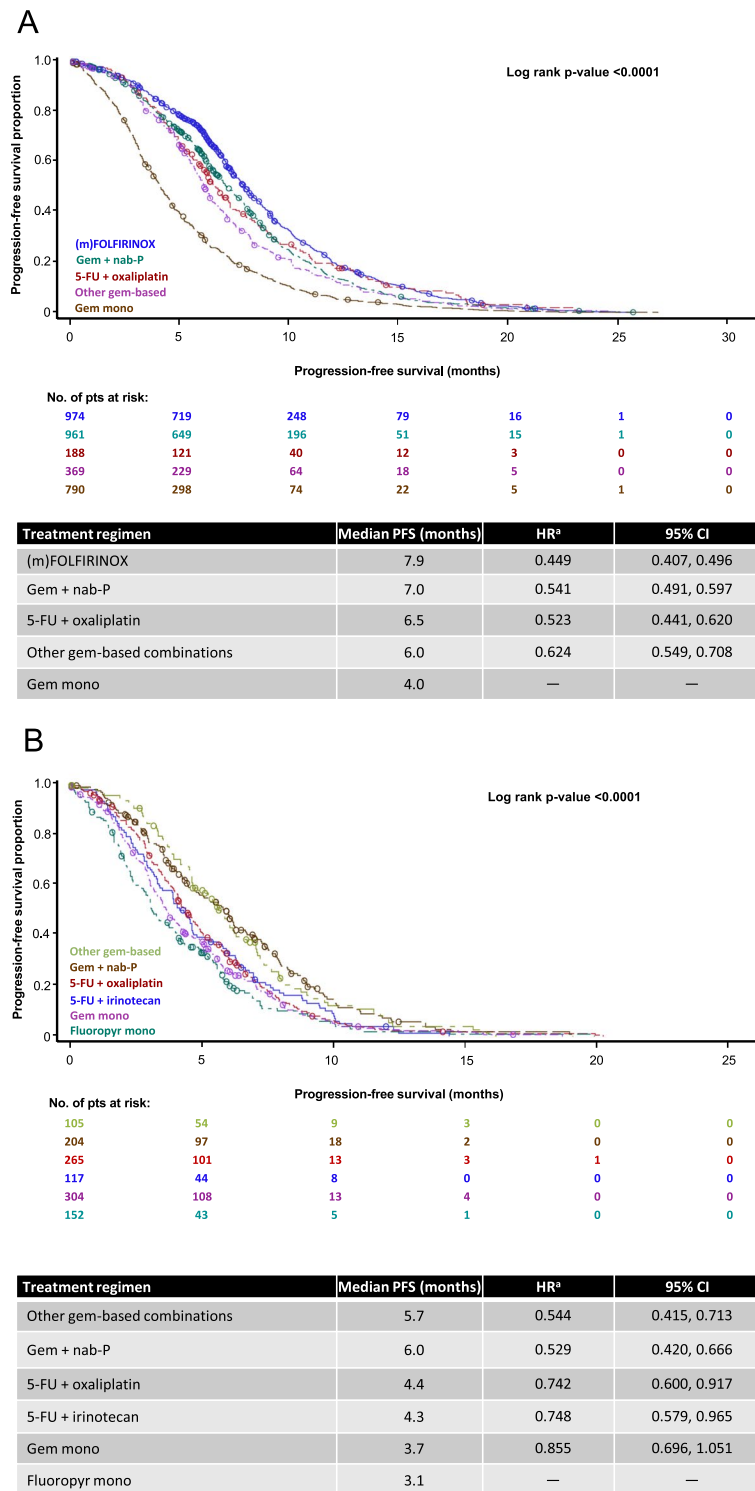 A
Log rank p-value <0.0001
Progression-free survival proportion
1.0
0.8
0.6
0.4
0.2
0
(m)FOLFIRINOX
Gem + nab-P
5-FU + oxaliplatin
Other gem-based
Gem mono
0 5 10 15 20 25 30
Progression-free survival (months)
No. of pts at risk:
974 719 248 79 16 1 0
961 649 196 51 15 1 0
188 121 40 12 3 0 0
369 229 64 18 5 0 0
790 298 74 22 5 1 0
Treatment regimen Median PFS (months) HRª 95% CI
(m)FOLFIRINOX 7.9 0.449 0.407, 0.496
Gem + nab-P 7.0 0.541 0.491, 0.597
5-FU + oxaliplatin 6.5 0.523 0.441, 0.620
Other gem-based combinations 6.0 0.624 0.549, 0.708
Gem mono 4.0 — —
B
Log rank p-value <0.0001
Progression-free survival proportion
1.0
0.8
0.6
0.4
0.2
0
Other gem-based
Gem + nab-P
5-FU + oxaliplatin
5-FU + irinotecan
Gem mono
Fluoropyr mono
0 5 10 15 20 25
Progression-free survival (months)
No. of pts at risk:
105 54 9 3 0 0
204 97 18 2 0 0
265 101 13 3 1 0
117 44 8 0 0 0
304 108 13 4 0 0
152 43 5 1 0 0
Treatment regimen Median PFS (months) HRª 95% CI
Other gem-based combinations 5.7 0.544 0.415, 0.713
Gem + nab-P 6.0 0.529 0.420, 0.666
5-FU + oxaliplatin 4.4 0.742 0.600, 0.917
5-FU + irinotecan 4.3 0.748 0.579, 0.965
Gem mono 3.7 0.855 0.696, 1.051
Fluoropyr mono 3.1 — —